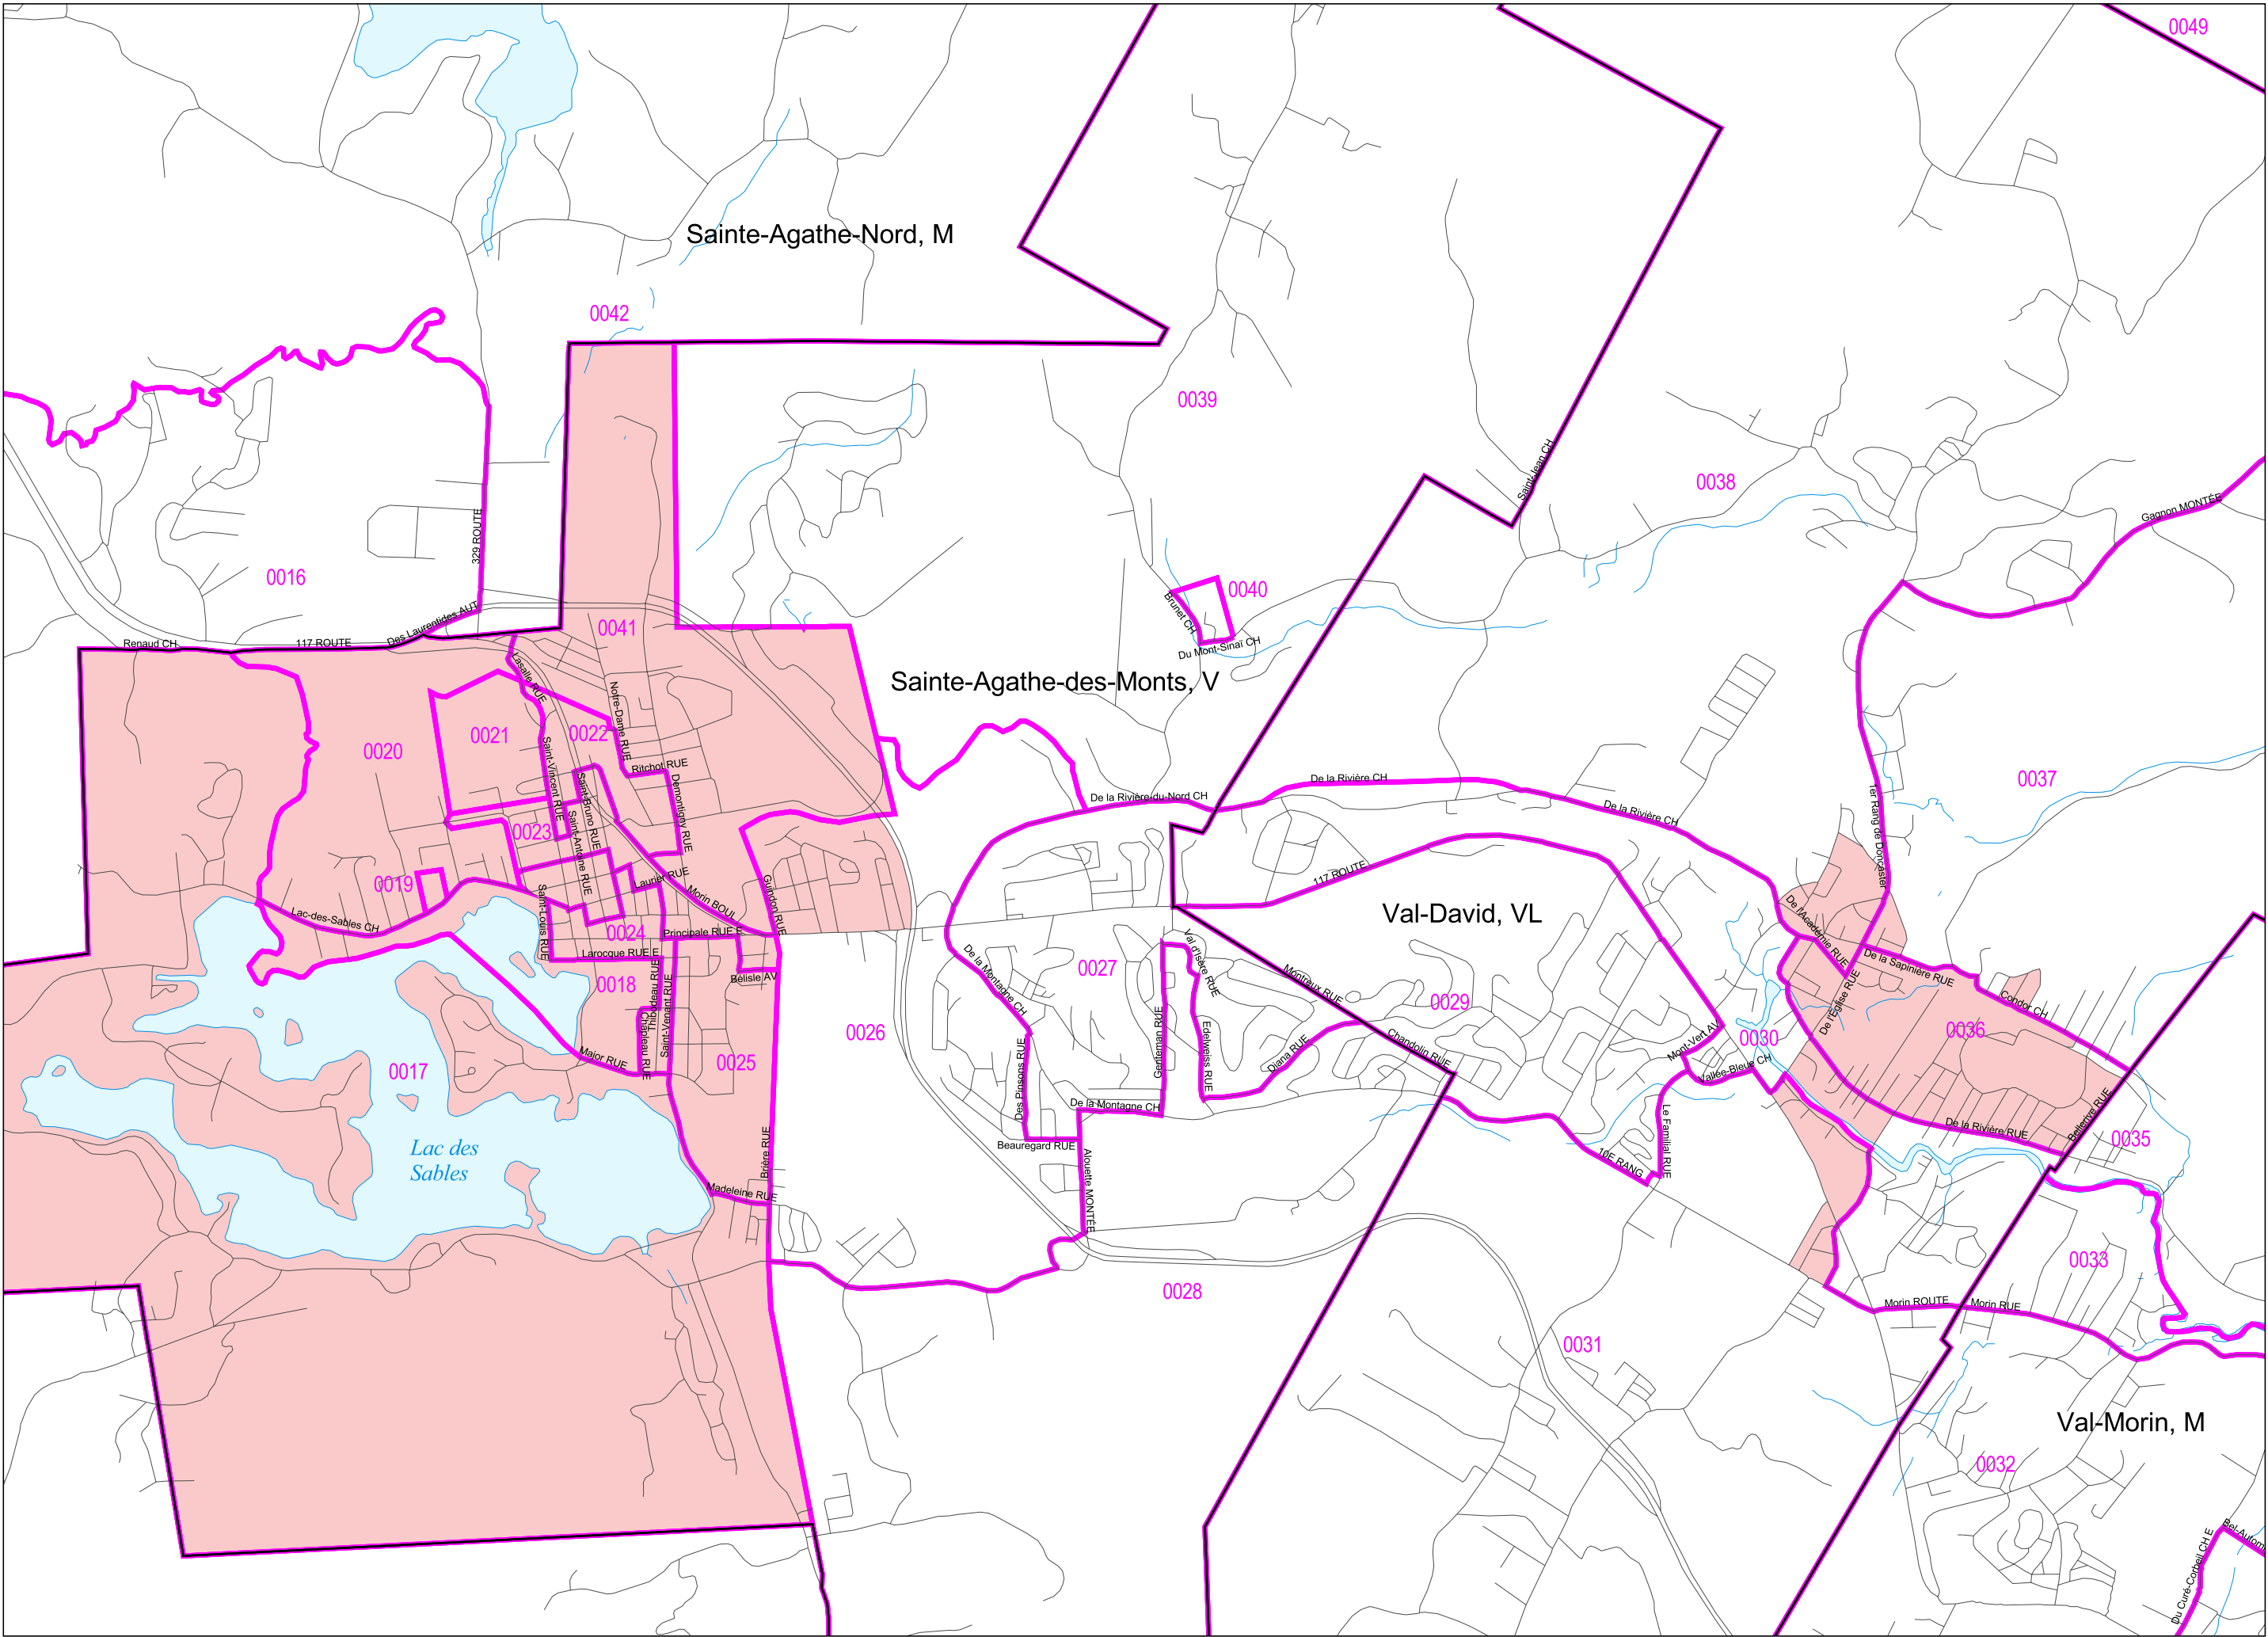 0049
Sainte-Agathe-Nord, M
0042
0039
Saint-Jean CH
0038
Gagnon MONTÉE
329 ROUTE
0016
0040
Brunet CH
Du Mont-Sinaï CH
Des Laurentides AUT
Renaud CH
117 ROUTE
0041
Lasalle RUE
Sainte-Agathe-des-Monts, V
Notre-Dame RUE
0020
0021
0022
Saint-Vincent RUE
Ritchot RUE
Demontigny RUE
Saint-Bruno RUE
De la Rivière CH
De la Rivière-du-Nord CH
De la Rivière CH
1er Rang de Doncaster
0037
0023
Saint-Antoine RUE
0019
Laurier RUE
Morin BOUL
Guindon RUE
117 ROUTE
Val-David, VL
Lac-des-Sables CH
Saint-Louis RUE
0024
Principale RUE E
Larocque RUE E
De l'Académie RUE
De la Sapinière RUE
0018
Thibodeau RUE
Bélisle AV
De la Montagne CH
0027
Val d'Isère RUE
Montreux RUE
0029
De l'Église RUE
Condor CH
0036
Chapleau RUE
Saint-Venant RUE
0026
Gentleman RUE
Edelweiss RUE
Diana RUE
Chandolin RUE
Mont-Vert AV
0030
Vallée-Bleue CH
Major RUE
0017
0025
Des Pinsons RUE
De la Montagne CH
Le Familial RUE
De la Rivière RUE
Bellerive RUE
0035
Lac des
Sables
Brière RUE
Beauregard RUE
Alouette MONTÉE
10E RANG
Madeleine RUE
0033
0028
Morin ROUTE
Morin RUE
0031
Val-Morin, M
0032
Du Curé-Corbeil CH E